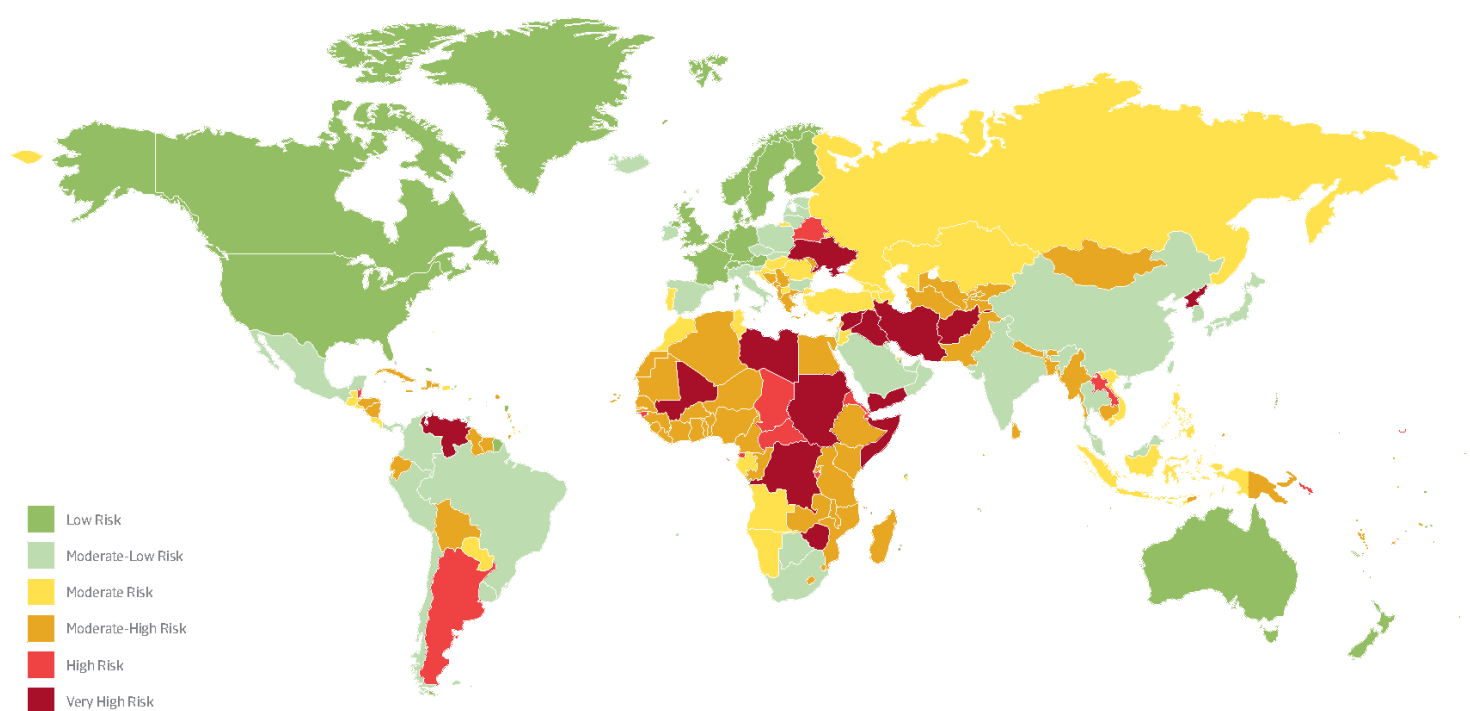 Low Risk
Moderate-Low Risk
Moderate Risk
Moderate-High Risk
High Risk
Very High Risk